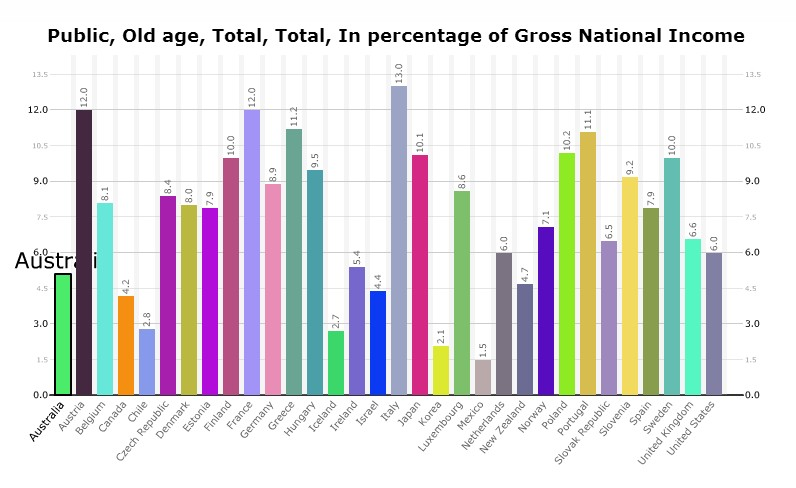 Public, Old age, Total, Total, In percentage of Gross National Income
13.5 13.5
12.0 12.0
10.5 10.5
9.0 9.0
7.5 7.5
6.0 6.0
4.5 4.5
3.0 3.0
1.5 1.5
0.0 0.0
Australi
12.0 8.1 4.2 2.8 8.4 8.0 7.9 10.0 12.0 8.9 11.2 9.5 2.7 5.4 4.4 13.0 10.1 2.1 8.6 1.5 6.0 4.7 7.1 10.2 11.1 6.5 9.2 7.9 10.0 6.6 6.0
Australia
Austria
Belgium
Canada
Chile
Czech Republic
Denmark
Estonia
Finland
France
Germany
Greece
Hungary
Iceland
Ireland
Israel
Italy
Japan
Korea
Luxembourg
Mexico
Netherlands
New Zealand
Norway
Poland
Portugal
Slovak Republic
Slovenia
Spain
Sweden
United Kingdom
United States